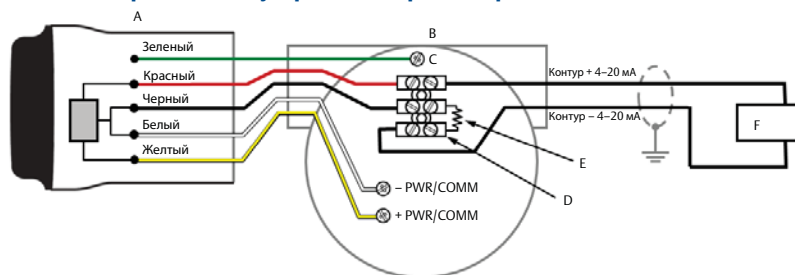 A
B
Зеленый
C
Красный
Контур + 4–20 мА
Черный
Контур – 4–20 мА
Белый
F
Желтый
E
– PWR/COMM
D
+ PWR/COMM